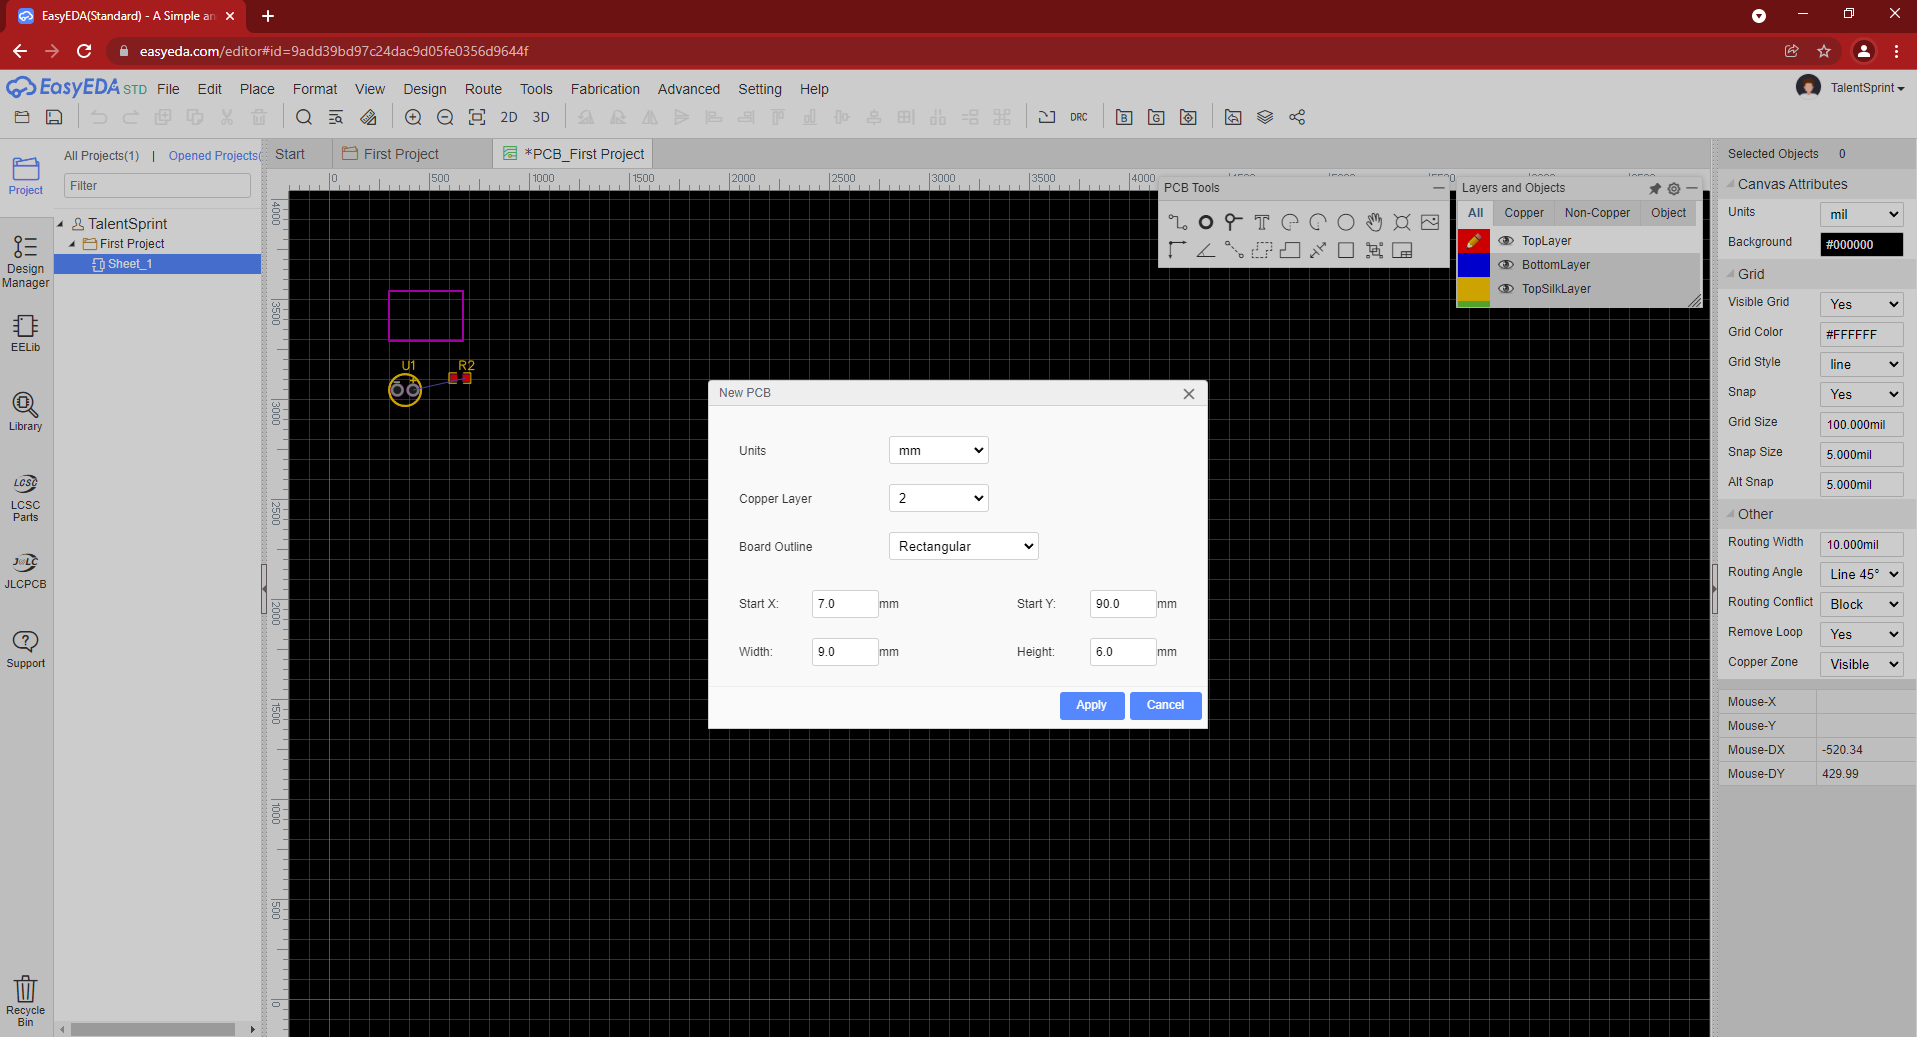 EasyEDA(Standard) - A Simple an
easyeda.com/editor#id=9add39bd97c24dac9d05fe0356d9644f
EasyEDA STD File Edit Place Format View Design Route Tools Fabrication Advanced Setting Help TalentSprint
2D 3D DRC B G
All Projects(1) | Opened Projects(
Start First Project *PCB_First Project
Filter
Project
TalentSprint
First Project
Sheet_1
Design
Manager
EELib
Library
LCSC
LCSC
Parts
JLCPCB
Support
Recycle
Bin
0 500 1000 1500 2000 2500 3000 3500 4000
4000
3500
3000
2500
2000
1500
1000
500
0
U1 R2
PCB Tools
Layers and Objects
All Copper Non-Copper Object
TopLayer
BottomLayer
TopSilkLayer
New PCB
Units mm
Copper Layer 2
Board Outline Rectangular
Start X: 7.0 mm Start Y: 90.0 mm
Width: 9.0 mm Height: 6.0 mm
Apply Cancel
Selected Objects 0
Canvas Attributes
Units mil
Background #000000
Grid
Visible Grid Yes
Grid Color #FFFFFF
Grid Style line
Snap Yes
Grid Size 100.000mil
Snap Size 5.000mil
Alt Snap 5.000mil
Other
Routing Width 10.000mil
Routing Angle Line 45°
Routing Conflict Block
Remove Loop Yes
Copper Zone Visible
Mouse-X
Mouse-Y
Mouse-DX -520.34
Mouse-DY 429.99